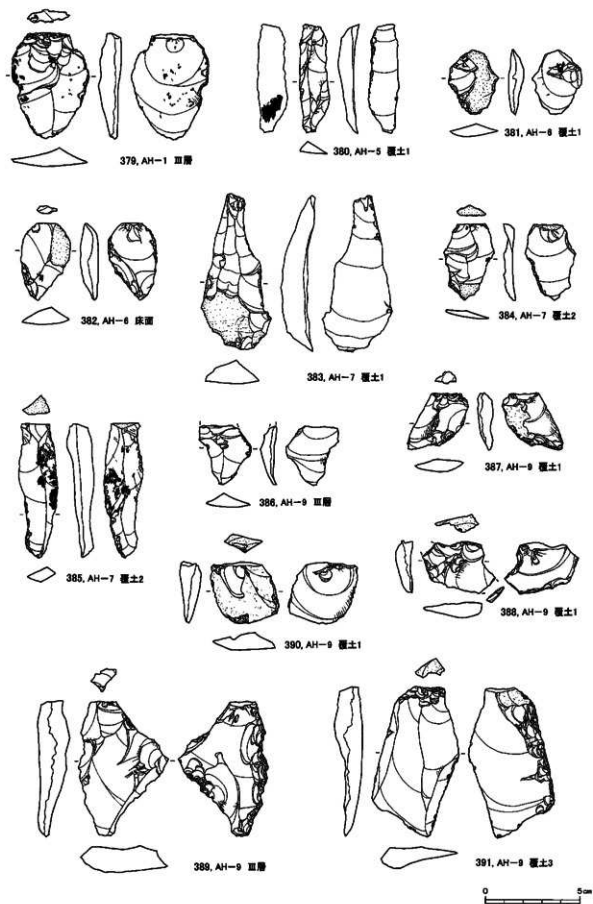 379, AH-1 Ⅲ層
380, AH-5 覆土1
381, AH-6 覆土1
382, AH-6 床面
383, AH-7 覆土1
384, AH-7 覆土2
385, AH-7 覆土2
386, AH-9 Ⅲ層
387, AH-9 覆土1
388, AH-9 覆土1
390, AH-9 覆土1
389, AH-9 Ⅲ層
391, AH-9 覆土3
0 5cm